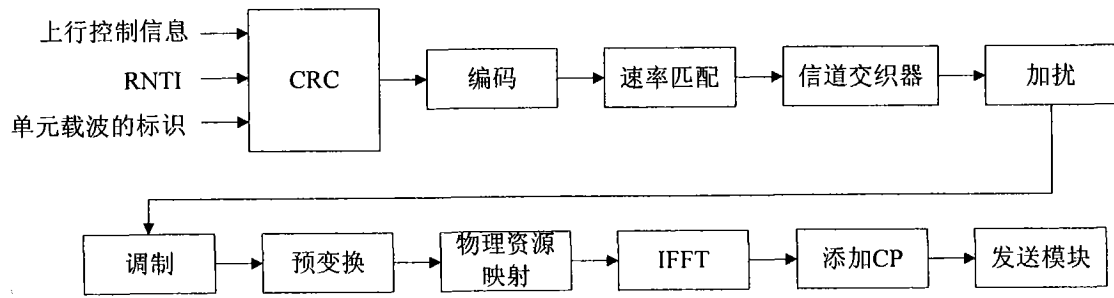 上行控制信息
RNTI
单元载波的标识
CRC
编码
速率匹配
信道交织器
加扰
调制
预变换
物理资源
映射
IFFT
添加CP
发送模块